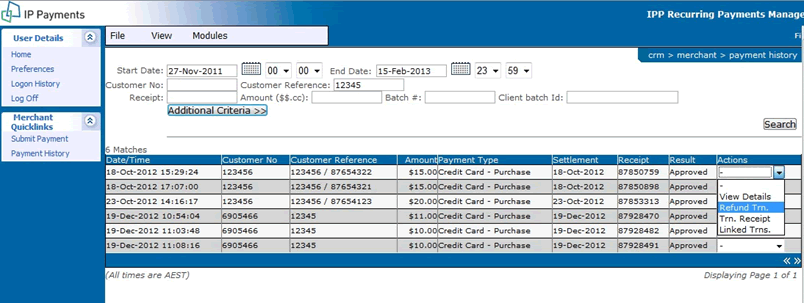 IP Payments
IPP Recurring Payments Manage
User Details
Home
Preferences
Logon History
Log Off
Merchant
Quicklinks
Submit Payment
Payment History
File View Modules Fi
crm > merchant > payment history
Start Date: 27-Nov-2011 00 00 End Date: 15-Feb-2013 23 59
Customer No: Customer Reference: 12345
Receipt: Amount ($$.cc): Batch #: Client batch Id:
Additional Criteria >>
Search
6 Matches
Date/Time Customer No Customer Reference Amount Payment Type Settlement Receipt Result Actions
18-Oct-2012 15:29:24 123456 123456 / 87654322 $15.00 Credit Card - Purchase 18-Oct-2012 87850759 Approved -
18-Oct-2012 17:07:00 123456 123456 / 87654321 $15.00 Credit Card - Purchase 18-Oct-2012 87850898 Approved
23-Oct-2012 14:16:17 123456 123456 / 87654123 $20.00 Credit Card - Purchase 23-Oct-2012 87853313 Approved
19-Dec-2012 10:54:04 6905466 12345 $11.00 Credit Card - Purchase 19-Dec-2012 87928470 Approved
19-Dec-2012 11:03:48 6905466 12345 $10.00 Credit Card - Purchase 19-Dec-2012 87928482 Approved
19-Dec-2012 11:08:16 6905466 12345 $10.00 Credit Card - Purchase 19-Dec-2012 87928491 Approved -
-
View Details
Refund Trn.
Trn. Receipt
Linked Trns.
« »
(All times are AEST) Displaying Page 1 of 1